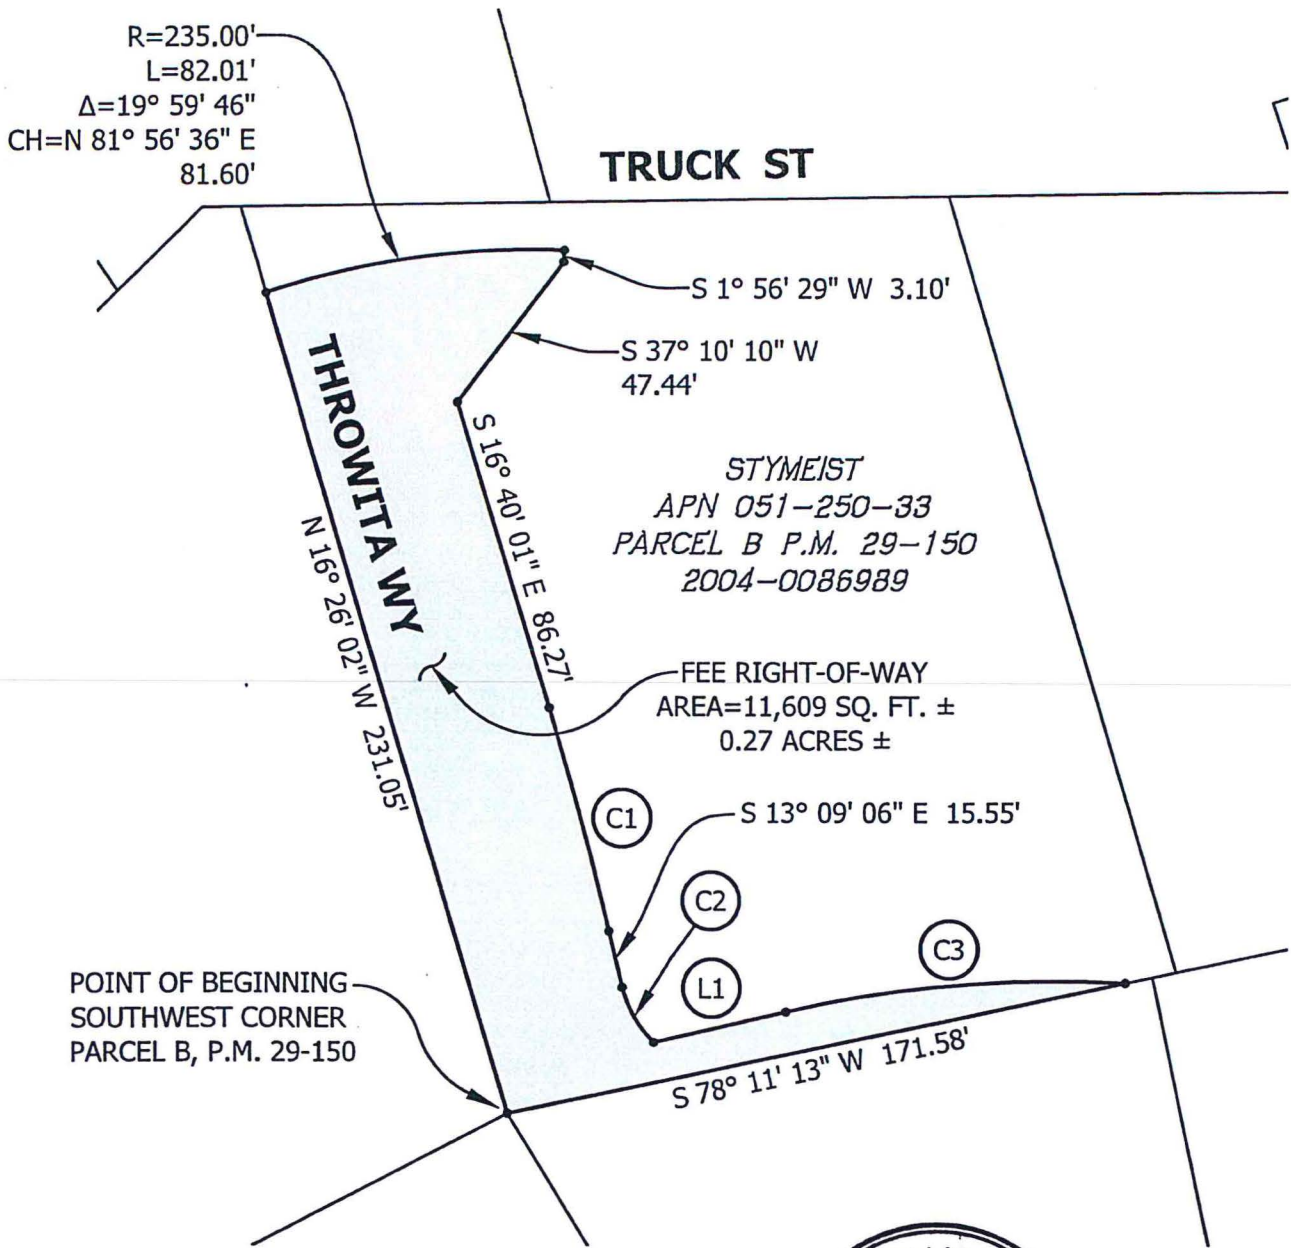 R=235.00'
L=82.01'
Δ=19° 59' 46"
CH=N 81° 56' 36" E
81.60'
TRUCK ST
S 1° 56' 29" W 3.10'
S 37° 10' 10" W
47.44'
THROWITA WY
S 16° 40' 01" E 86.27'
STYMEIST
APN 051-250-33
PARCEL B P.M. 29-150
2004-0086989
N 16° 26' 02" W 231.05'
FEE RIGHT-OF-WAY
AREA=11,609 SQ. FT. ±
0.27 ACRES ±
C1
S 13° 09' 06" E 15.55'
C2
C3
L1
POINT OF BEGINNING
SOUTHWEST CORNER
PARCEL B, P.M. 29-150
S 78° 11' 13" W 171.58'